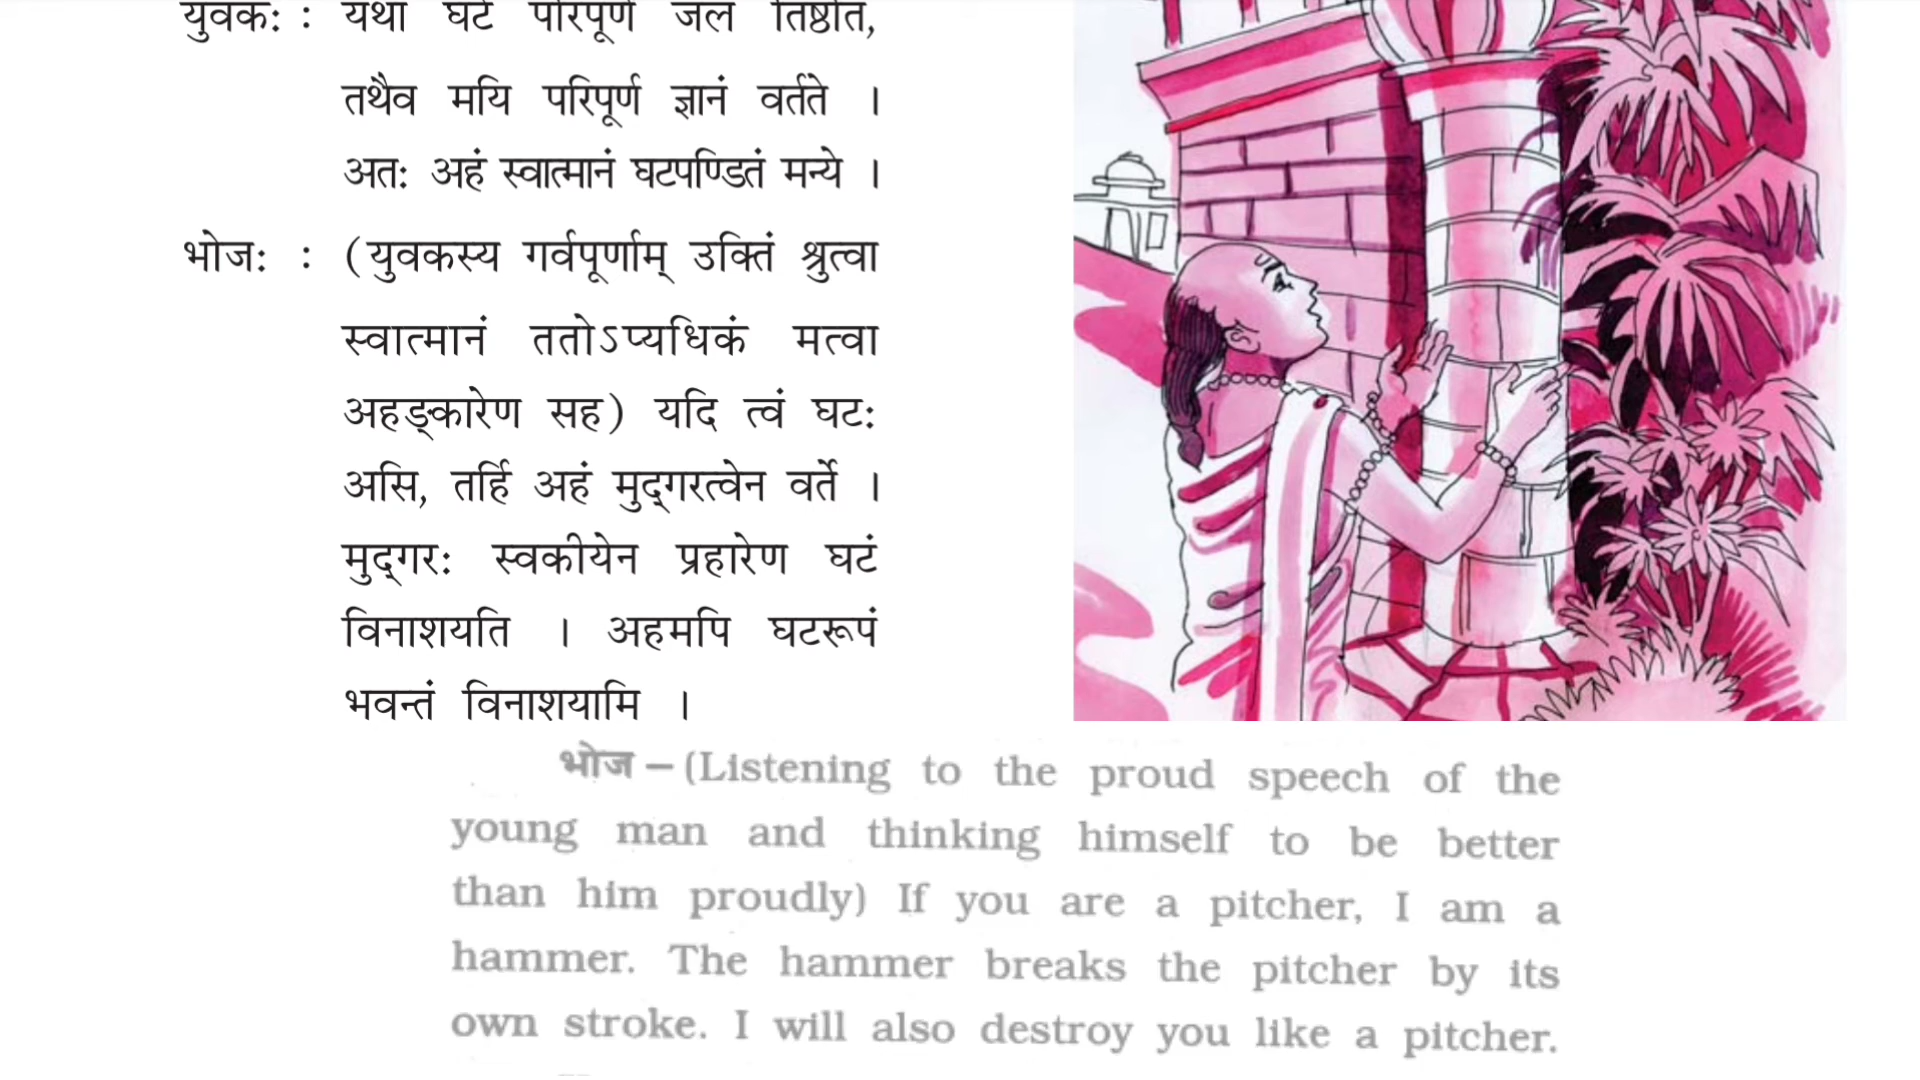 युवकः : यथा घटे परिपूर्णं जलं तिष्ठति,
तथैव मयि परिपूर्णं ज्ञानं वर्तते ।
अतः अहं स्वात्मानं घटपण्डितं मन्ये ।
भोजः : (युवकस्य गर्वपूर्णाम् उक्तिं श्रुत्वा
स्वात्मानं ततोऽप्यधिकं मत्वा
अहङ्कारेण सह) यदि त्वं घटः
असि, तर्हि अहं मुद्गरत्वेन वर्ते ।
मुद्गरः स्वकीयेन प्रहारेण घटं
विनाशयति । अहमपि घटरूपं
भवन्तं विनाशयामि ।
भोज – (Listening to the proud speech of the
young man and thinking himself to be better
than him proudly) If you are a pitcher, I am a
hammer. The hammer breaks the pitcher by its
own stroke. I will also destroy you like a pitcher.